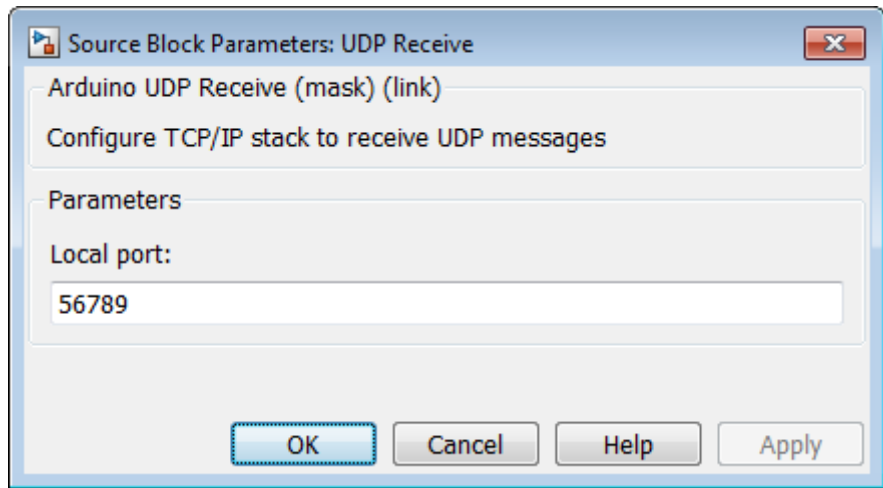 Source Block Parameters: UDP Receive
Arduino UDP Receive (mask) (link)
Configure TCP/IP stack to receive UDP messages
Parameters
Local port:
56789
OK Cancel Help Apply